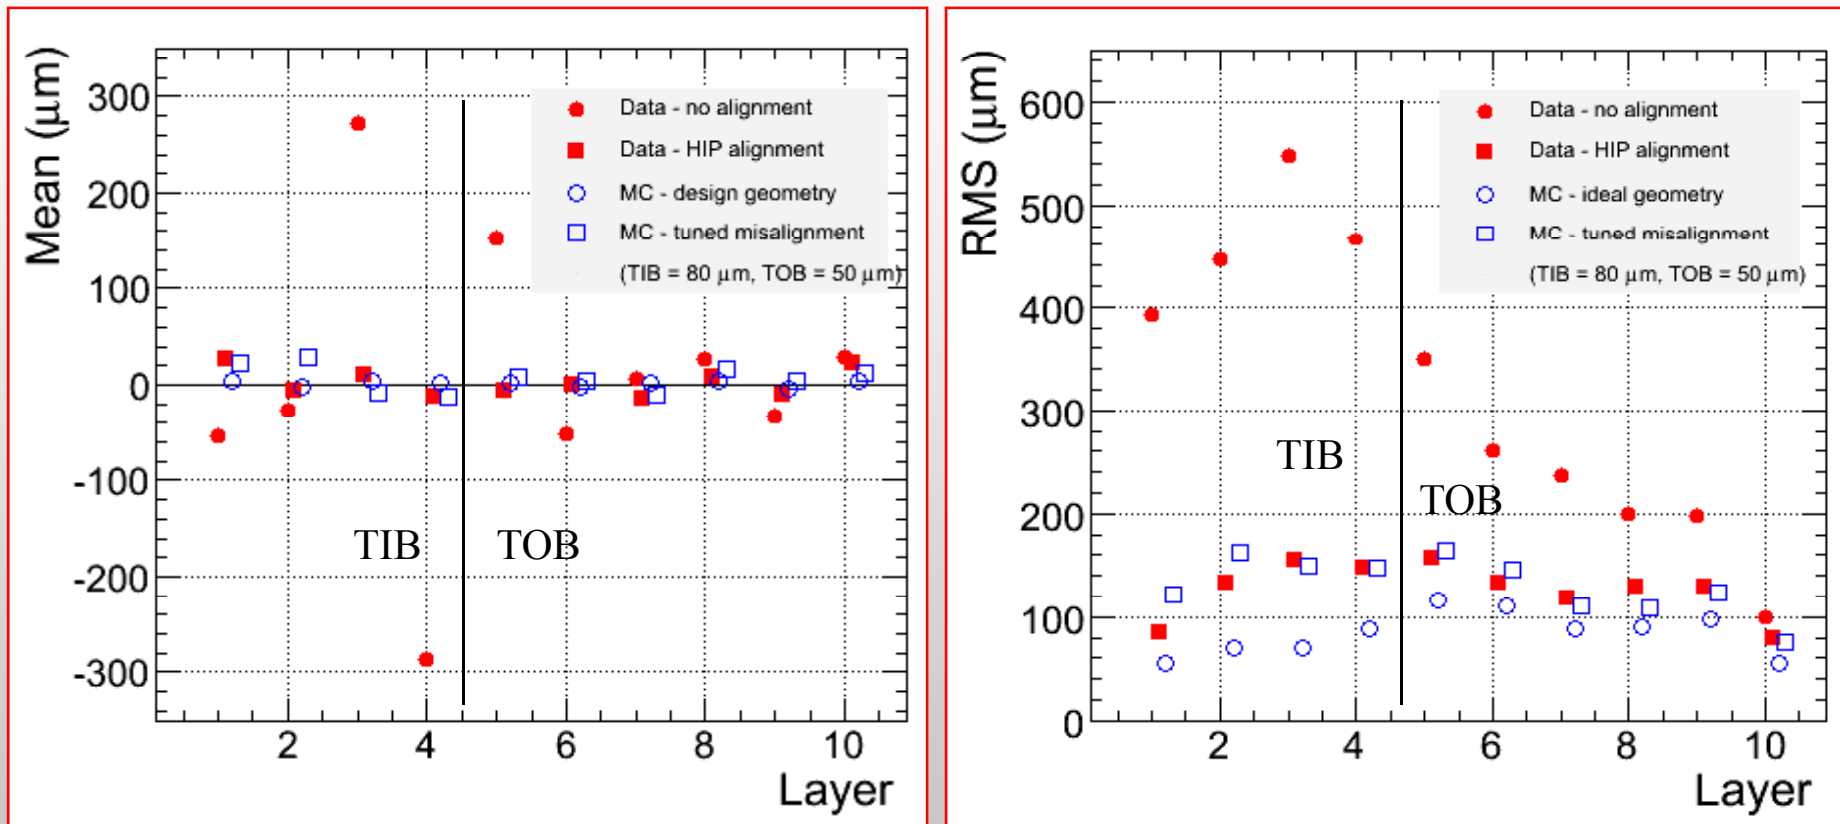 Mean (μm)
300
200
100
0
-100
-200
-300
Data - no alignment
Data - HIP alignment
MC - design geometry
MC - tuned misalignment
(TIB = 80 μm, TOB = 50 μm)
TIB
TOB
2
4
6
8
10
Layer
RMS (μm)
600
500
400
300
200
100
0
Data - no alignment
Data - HIP alignment
MC - ideal geometry
MC - tuned misalignment
(TIB = 80 μm, TOB = 50 μm)
TIB
TOB
2
4
6
8
10
Layer